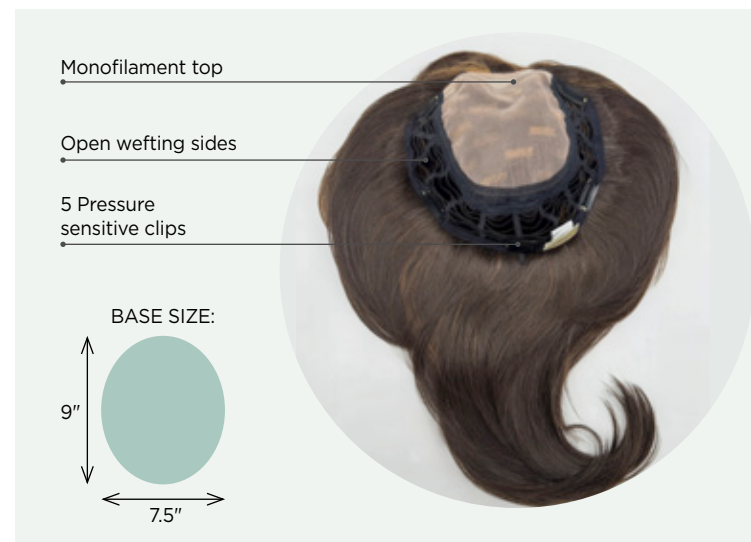 Monofilament top
Open wefting sides
5 Pressure
sensitive clips
BASE SIZE:
9"
7.5"